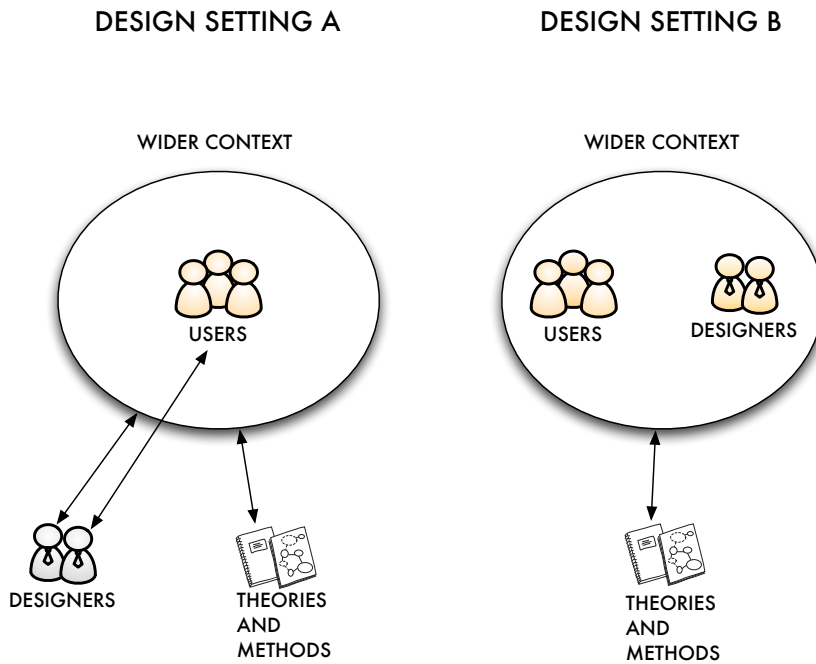 DESIGN SETTING A
DESIGN SETTING B
WIDER CONTEXT
WIDER CONTEXT
USERS
USERS
DESIGNERS
DESIGNERS
THEORIES
AND
METHODS
THEORIES
AND
METHODS